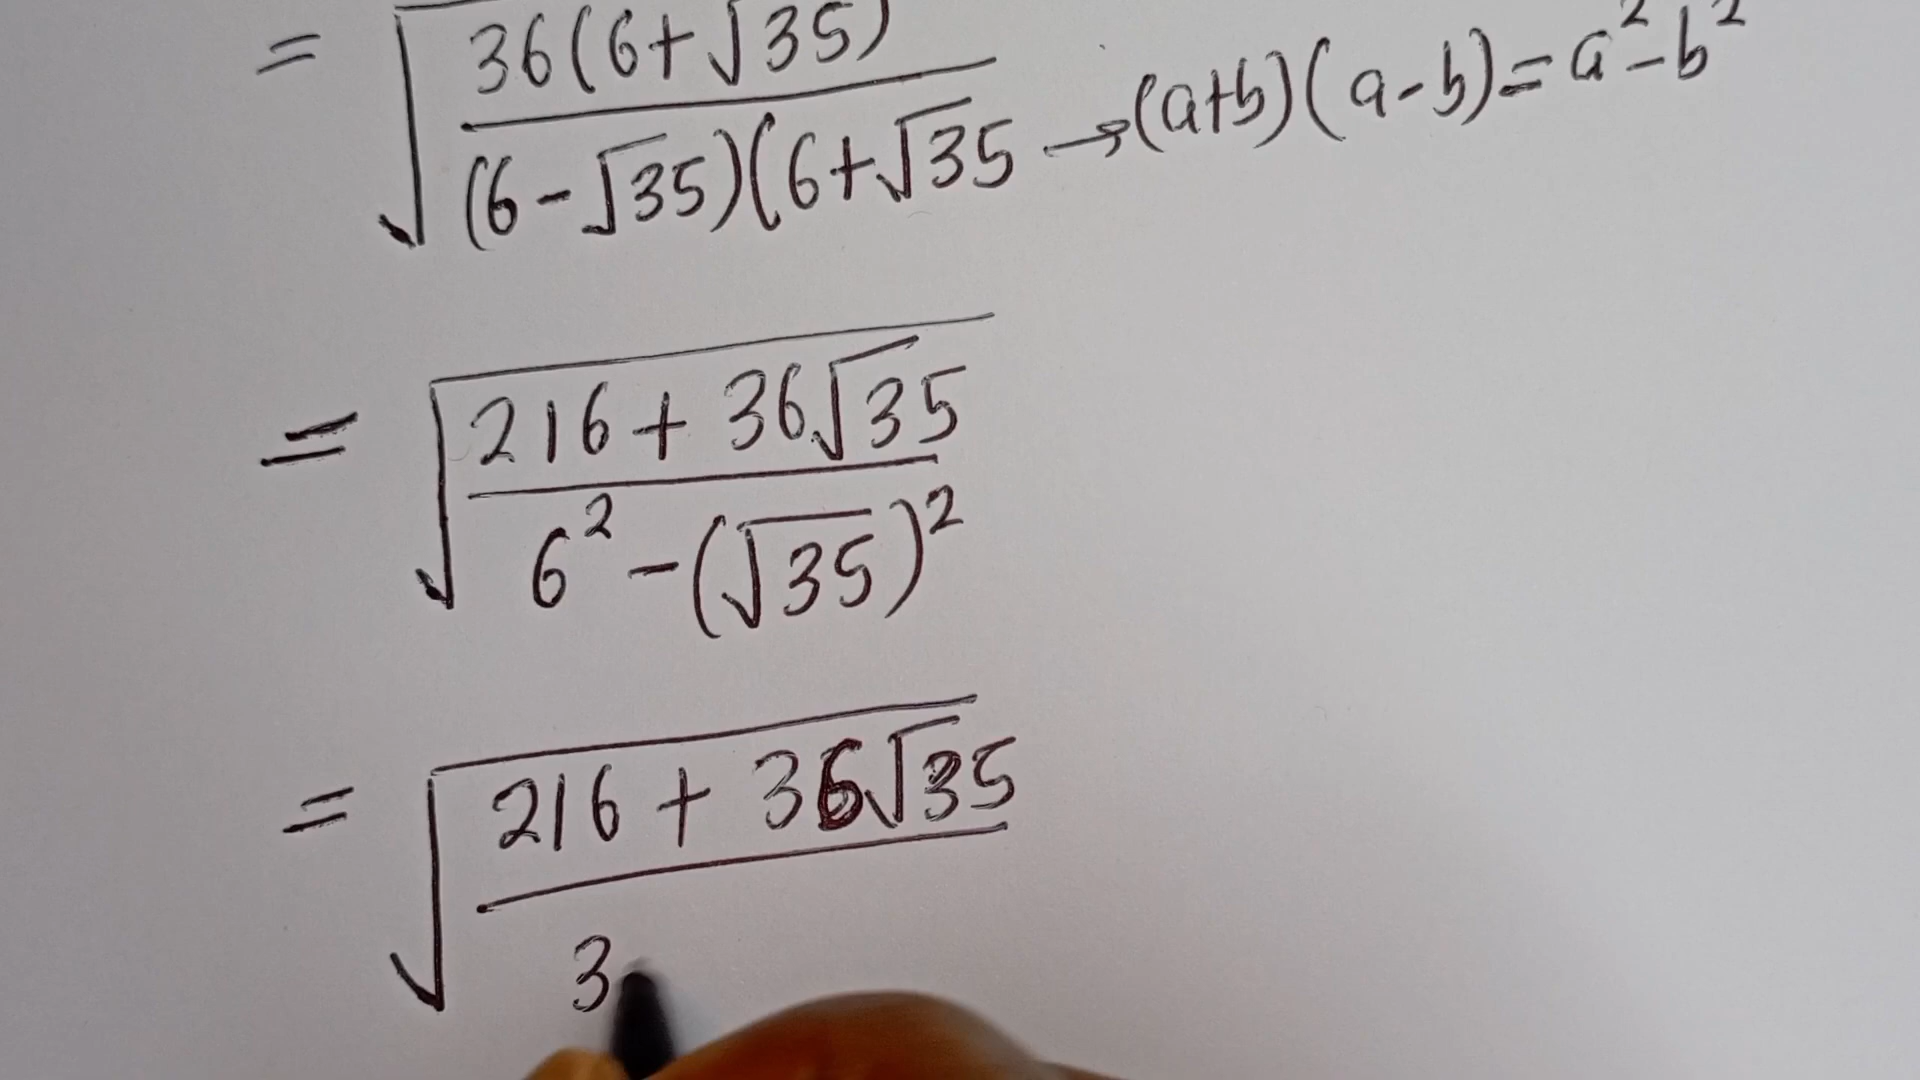 = √(36(6+√35) / (6-√35)(6+√35) → (a+b)(a-b)=a²-b²
= √(216+36√35 / 6²-(√35)²)
= √(216+36√35 / 3)